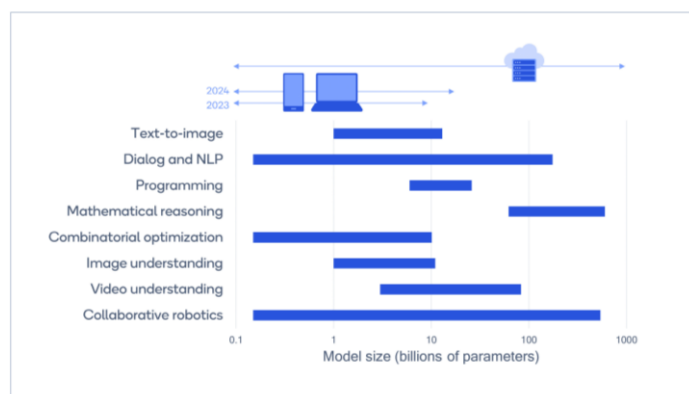 2024
2023
Text-to-image
Dialog and NLP
Programming
Mathematical reasoning
Combinatorial optimization
Image understanding
Video understanding
Collaborative robotics
0.1 1 10 100 1000
Model size (billions of parameters)